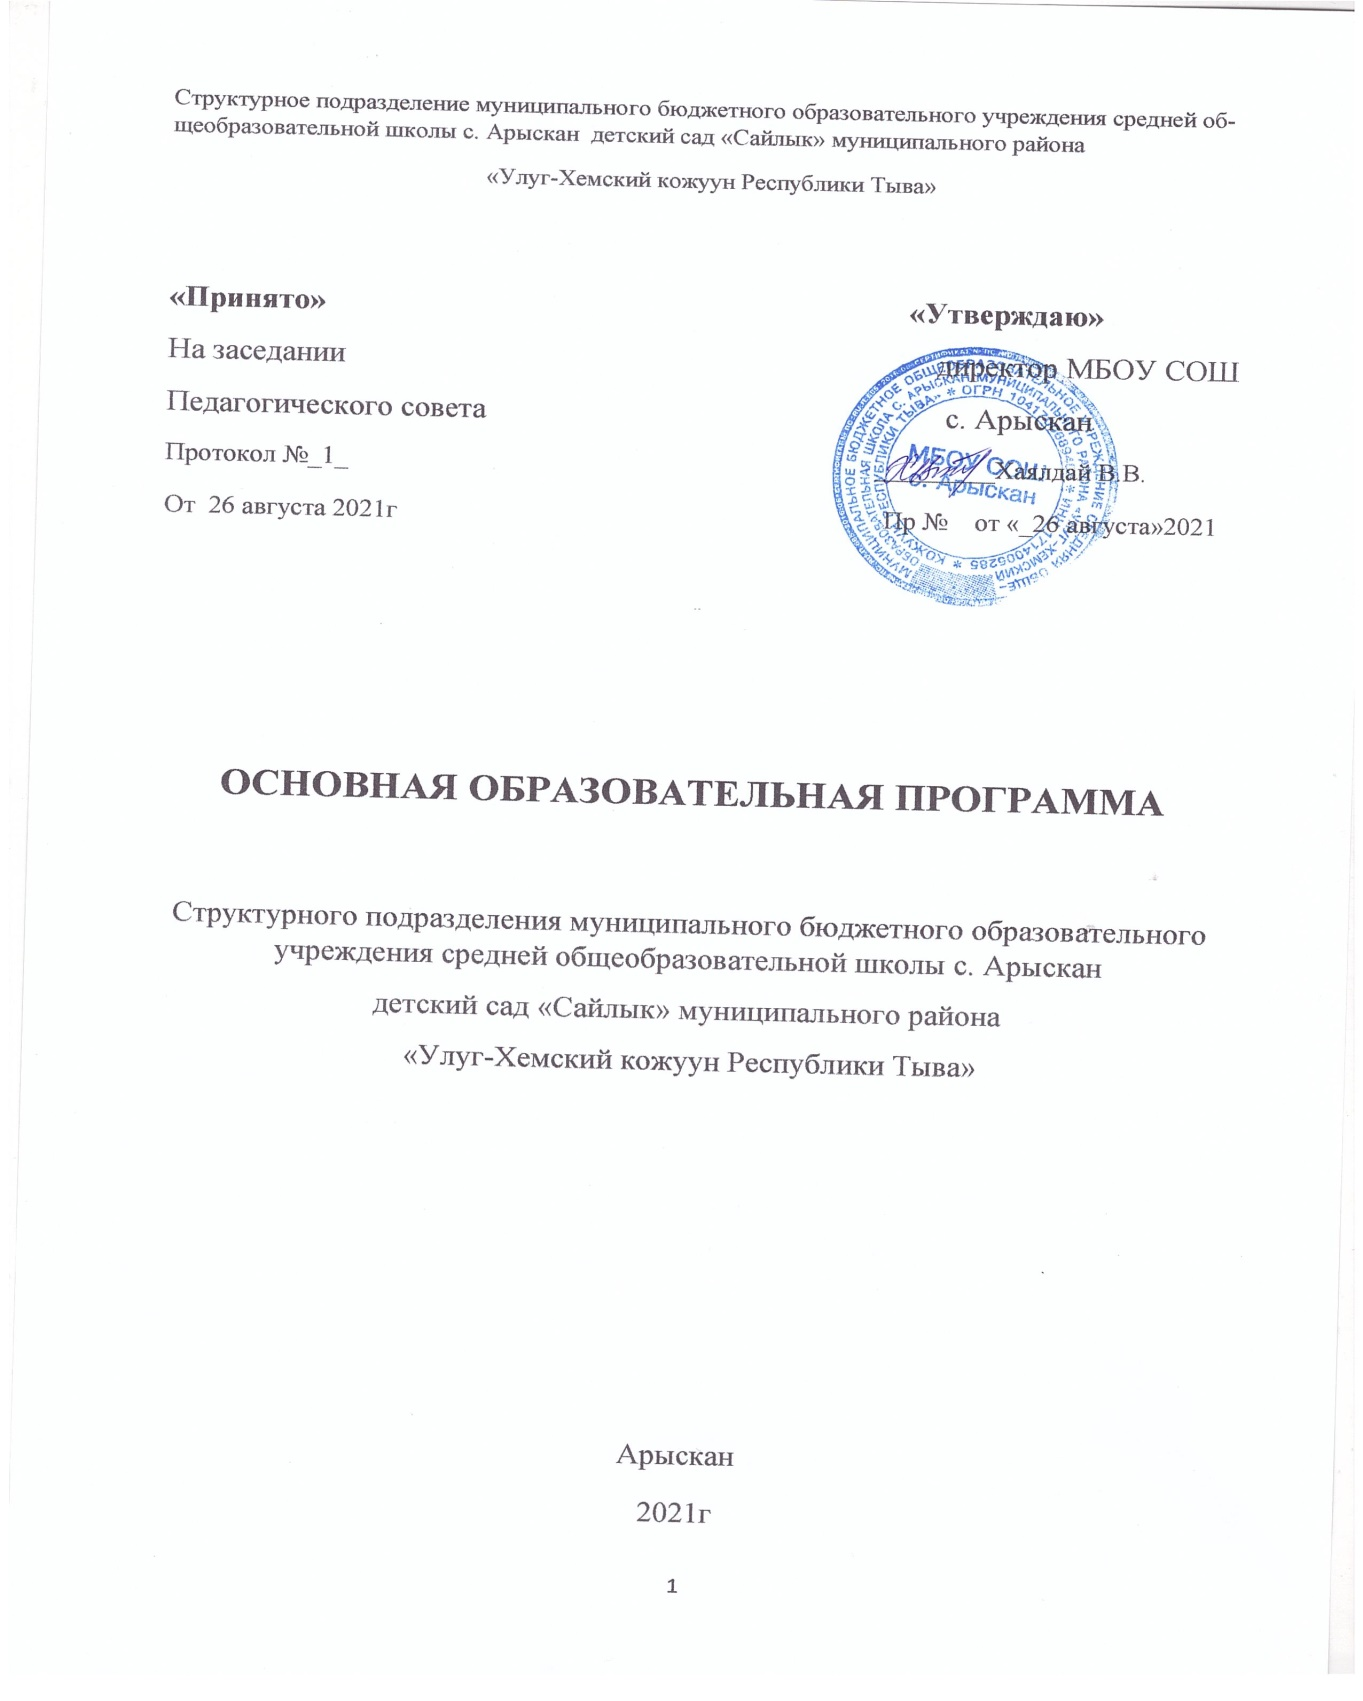 Структурное подразделение муниципального бюджетного образовательного учреждения средней об-
щеобразовательной школы с. Арыскан детский сад «Сайлык» муниципального района
«Улуг-Хемский кожуун Республики Тыва»
«Принято»
На заседании
Педагогического совета
Протокол №_1_
От 26 августа 2021г
«Утверждаю»
директор МБОУ СОШ
с. Арыскан
Хаялдай В.В.
Пр № от «_26 августа»2021
МБОУ СОШ
с. Арыскан
ОСНОВНАЯ ОБРАЗОВАТЕЛЬНАЯ ПРОГРАММА
Структурного подразделения муниципального бюджетного образовательного
учреждения средней общеобразовательной школы с. Арыскан
детский сад «Сайлык» муниципального района
«Улуг-Хемский кожуун Республики Тыва»
Арыскан
2021г
1